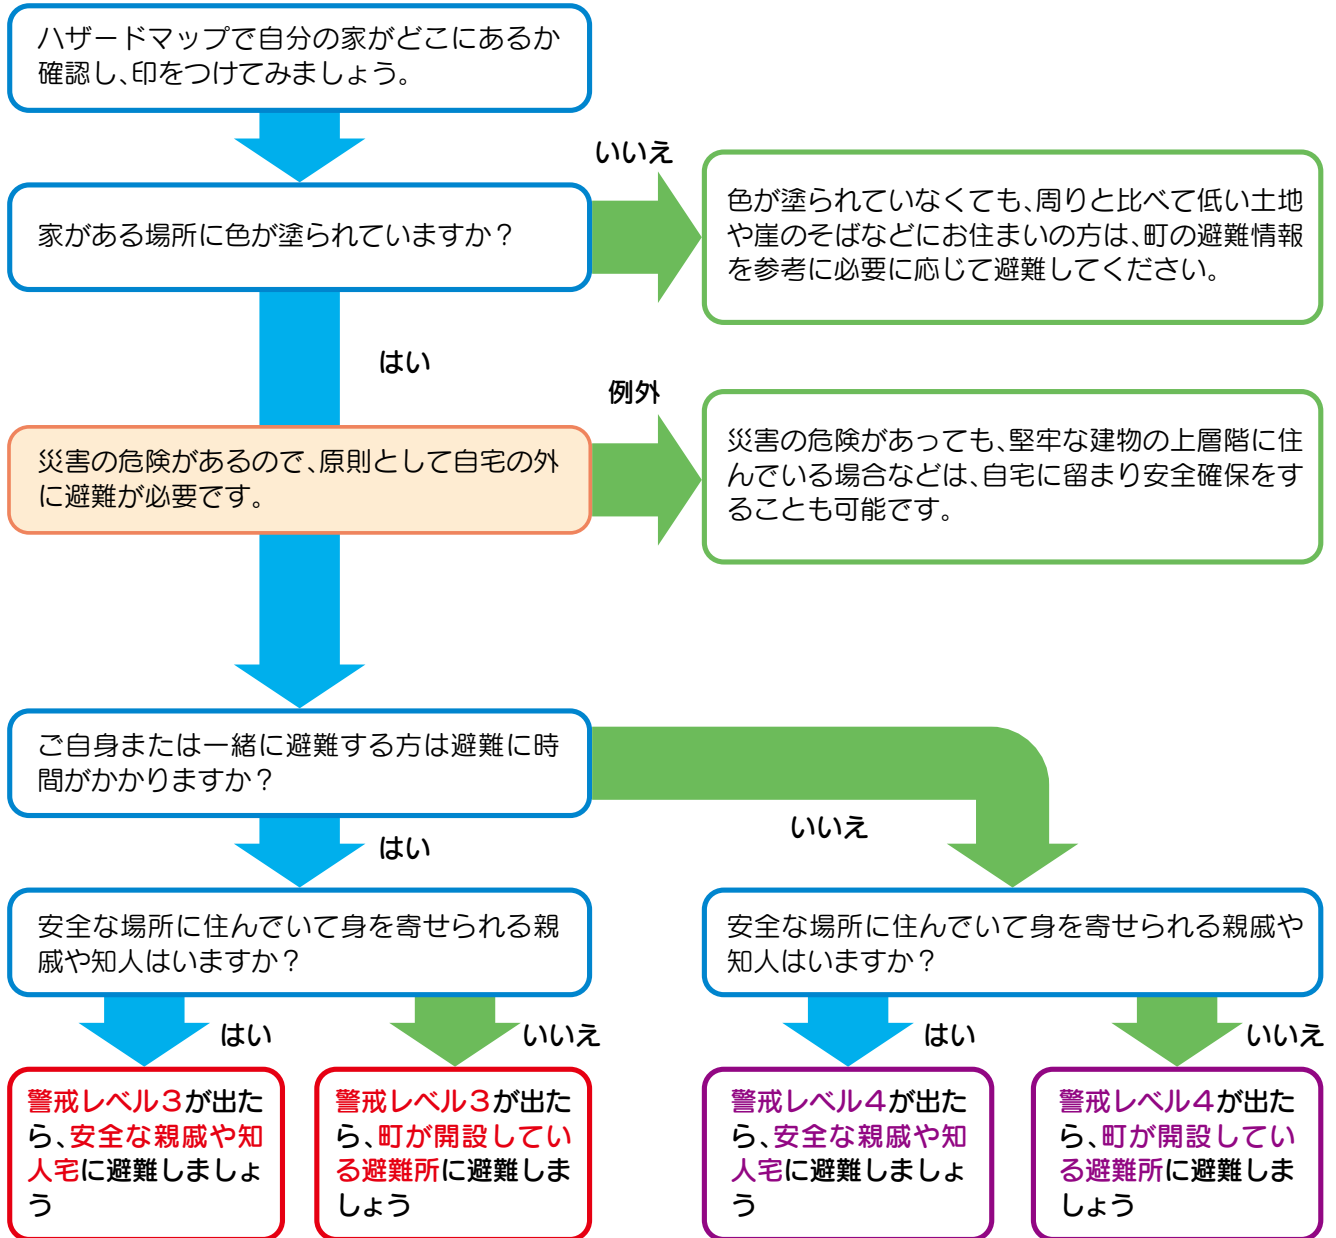 ハザードマップで自分の家がどこにあるか
確認し、印をつけてみましょう。
いいえ
家がある場所に色が塗られていますか？
色が塗られていなくても、周りと比べて低い土地
や崖のそばなどにお住まいの方は、町の避難情報
を参考に必要に応じて避難してください。
はい
例外
災害の危険があるので、原則として自宅の外
に避難が必要です。
災害の危険があっても、堅牢な建物の上層階に住
んでいる場合などは、自宅に留まり安全確保をす
ることも可能です。
ご自身または一緒に避難する方は避難に時
間がかかりますか？
はい
いいえ
安全な場所に住んでいて身を寄せられる親
戚や知人はいますか？
安全な場所に住んでいて身を寄せられる親戚や
知人はいますか？
はい
いいえ
はい
いいえ
警戒レベル３が出た
ら、安全な親戚や知
人宅に避難しましょ
う
警戒レベル３が出た
ら、町が開設してい
る避難所に避難しま
しょう
警戒レベル４が出た
ら、安全な親戚や知
人宅に避難しましょ
う
警戒レベル４が出た
ら、町が開設してい
る避難所に避難しま
しょう